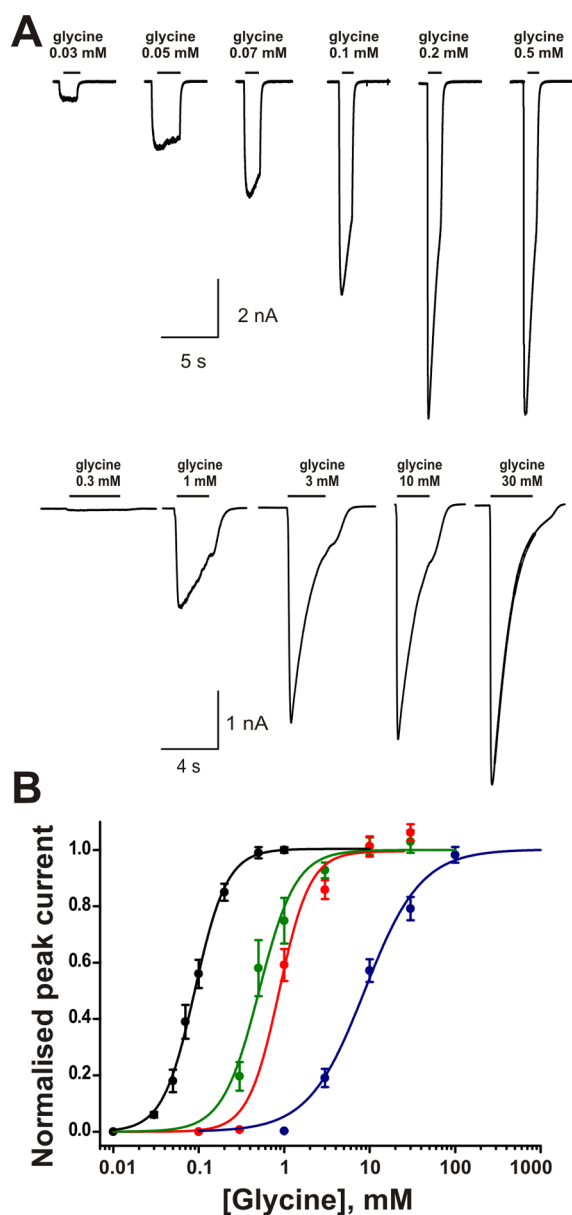 A
glycine glycine glycine glycine glycine glycine
0.03 mM 0.05 mM 0.07 mM 0.1 mM 0.2 mM 0.5 mM
2 nA
5 s
glycine glycine glycine glycine glycine
0.3 mM 1 mM 3 mM 10 mM 30 mM
1 nA
4 s
B
Normalised peak current
1.0
0.8
0.6
0.4
0.2
0.0
0.01 0.1 1 10 100 1000
[Glycine], mM